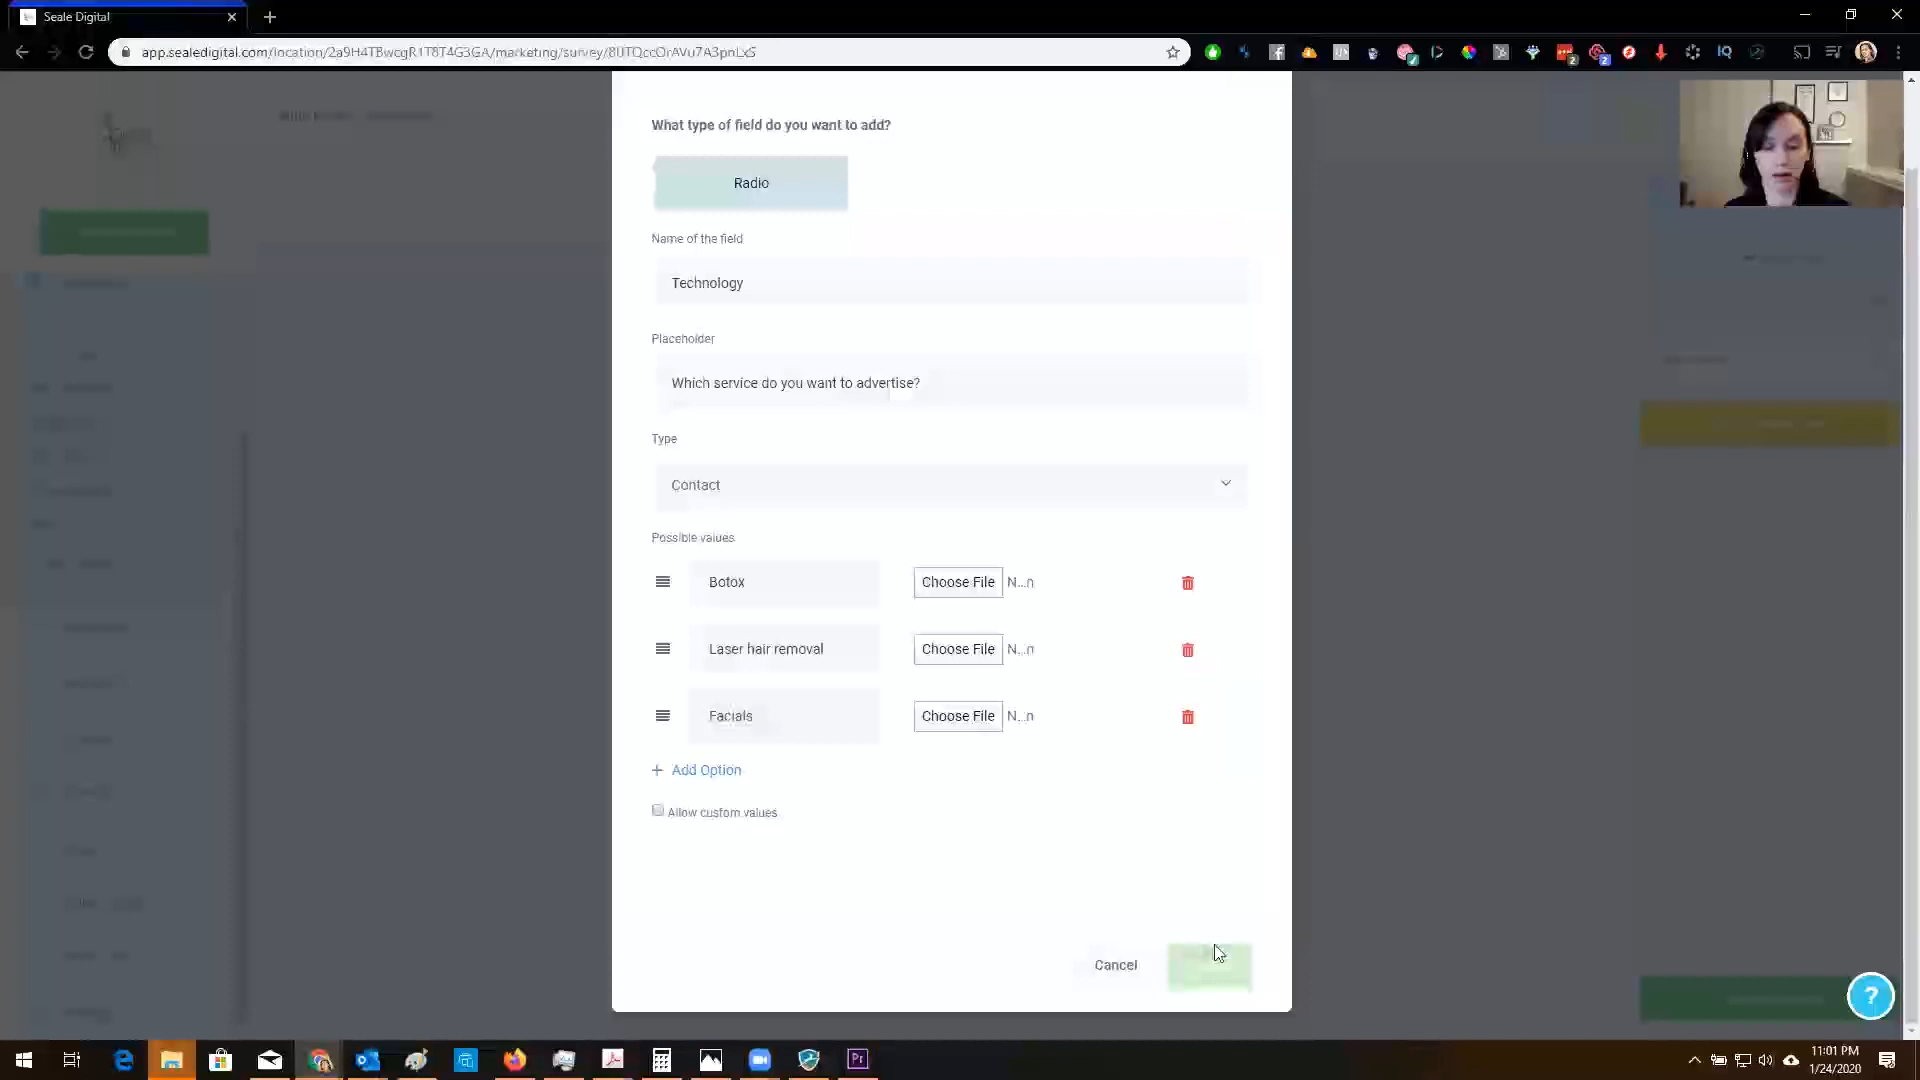 Seale Digital
app.sealedigital.com/location/2a9H4TBwcgR1T8T4G3GA/marketing/survey/8UTQccOrAVu7A3pnLxS
What type of field do you want to add?
Radio
Name of the field
Technology
Placeholder
Which service do you want to advertise?
Type
Contact
Possible values
Botox
Choose File
N...n
Laser hair removal
Choose File
N...n
Facials
Choose File
N...n
+ Add Option
Allow custom values
Cancel
?
11:01 PM
1/24/2020